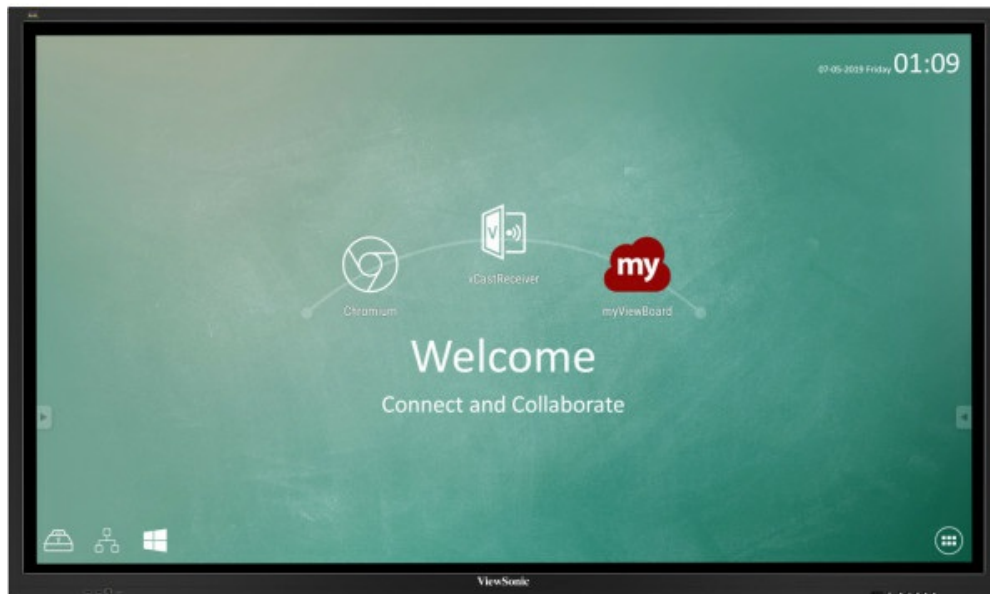 07-05-2019 Friday 01:09
V
vCastReceiver
my
Chromium
myViewBoard
Welcome
Connect and Collaborate
ViewSonic